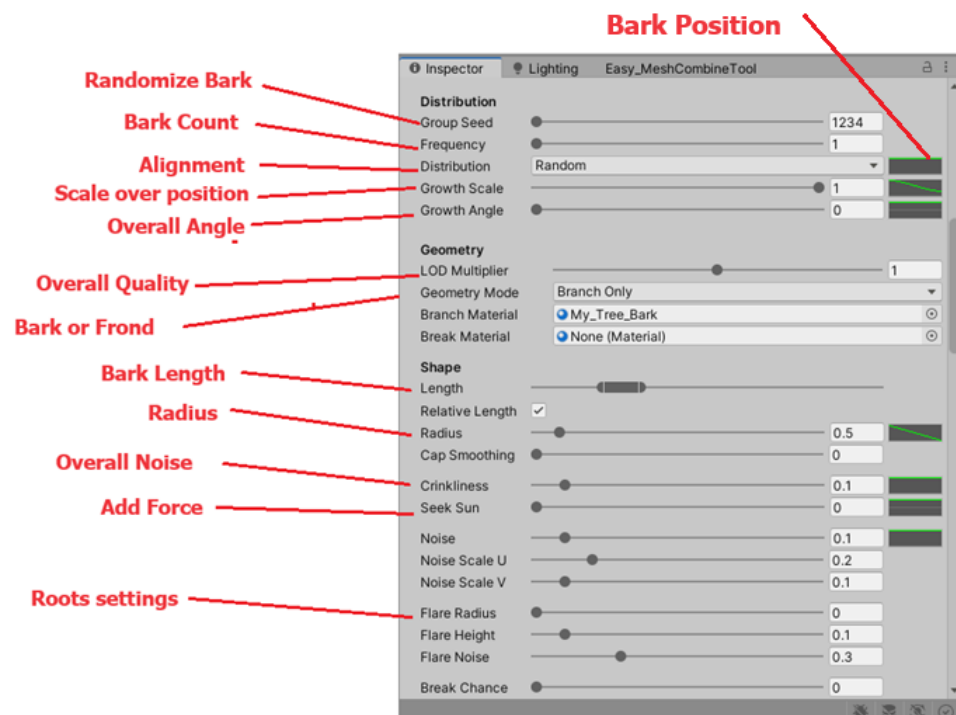 Bark Position
Inspector Lighting Easy_MeshCombineTool
Randomize Bark
Bark Count
Alignment
Scale over position
Overall Angle
Overall Quality
Bark or Frond
Bark Length
Radius
Overall Noise
Add Force
Roots settings
Distribution
Group Seed 1234
Frequency 1
Distribution Random
Growth Scale 1
Growth Angle 0
Geometry
LOD Multiplier 1
Geometry Mode Branch Only
Branch Material My_Tree_Bark
Break Material None (Material)
Shape
Length
Relative Length
Radius 0.5
Cap Smoothing 0
Crinkliness 0.1
Seek Sun 0
Noise 0.1
Noise Scale U 0.2
Noise Scale V 0.1
Flare Radius 0
Flare Height 0.1
Flare Noise 0.3
Break Chance 0